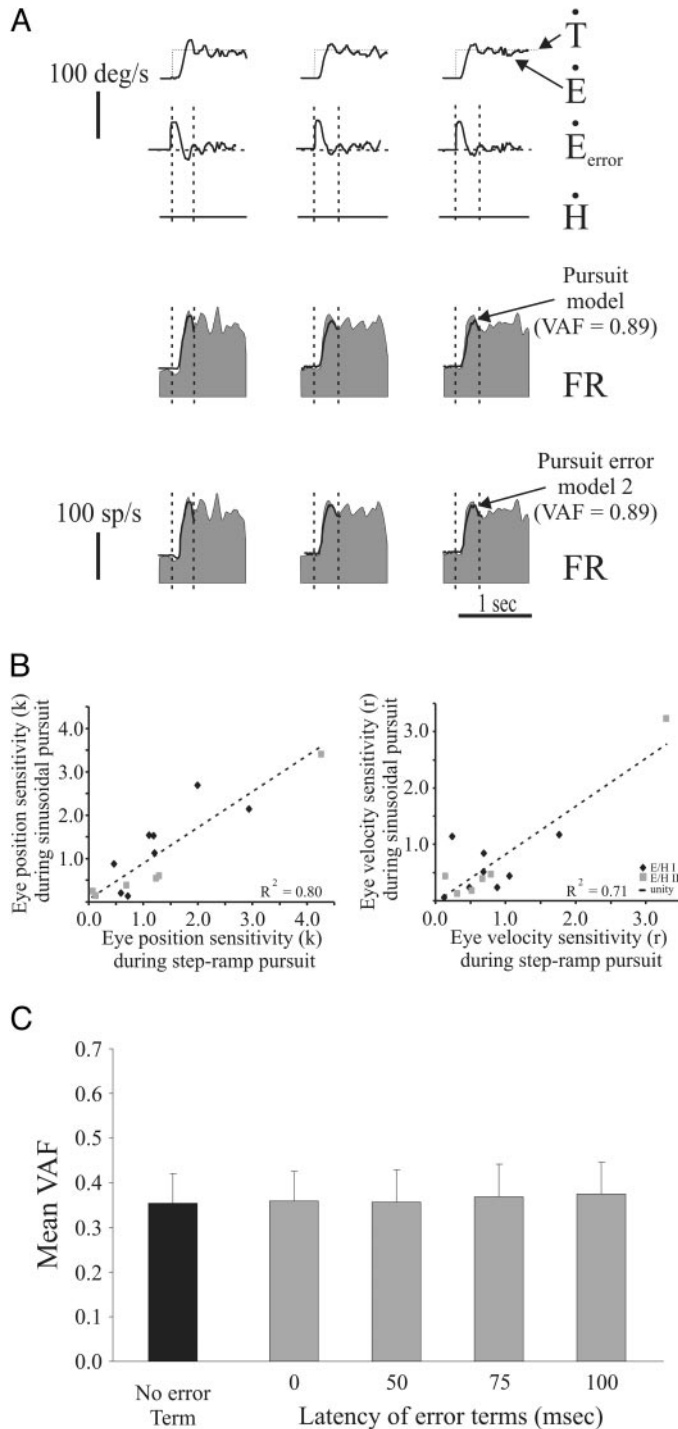 A
100 deg/s
Ṫ
Ė
Ė error
Ḣ
Pursuit
model
(VAF = 0.89)
FR
100 sp/s
Pursuit error
model 2
(VAF = 0.89)
FR
1 sec
B
Eye position sensitivity (k)
during sinusoidal pursuit
4.0
3.0
2.0
1.0
0 1.0 2.0 3.0 4.0
R² = 0.80
Eye position sensitivity (k)
during step-ramp pursuit
Eye velocity sensitivity (r)
during sinusoidal pursuit
3.0
2.0
1.0
0.0 1.0 2.0 3.0
R² = 0.71
E/H I
E/H II
unity
Eye velocity sensitivity (r)
during step-ramp pursuit
C
Mean VAF
0.7
0.6
0.5
0.4
0.3
0.2
0.1
0.0
No error
Term
0 50 75 100
Latency of error terms (msec)